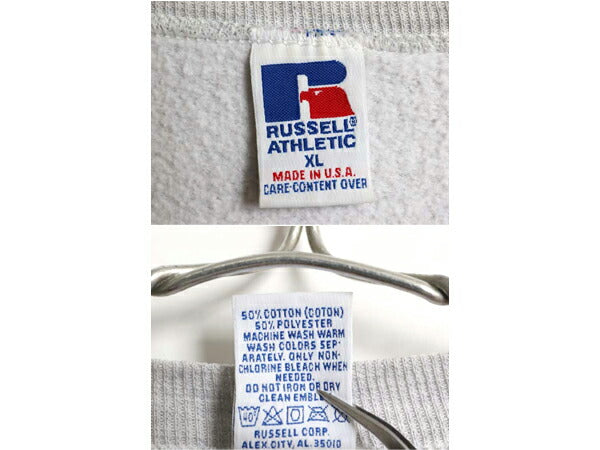 RUSSELL®
ATHLETIC
XL
MADE IN U.S.A.
CARE-CONTENT OVER
50% COTTON (COTON)
50% POLYESTER
MACHINE WASH WARM
WASH COLORS SEP-
ARATELY. ONLY NON-
CHLORINE BLEACH WHEN
NEEDED.
DO NOT IRON OR DRY
CLEAN
40
RUSSELL CORP.
ALEX CITY, AL. 35010